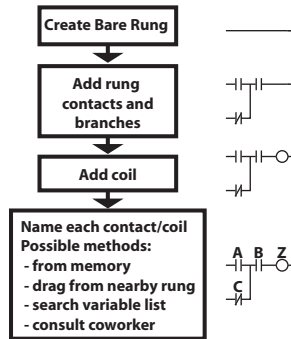 Create Bare Rung
Add rung
contacts and
branches
Add coil
Name each contact/coil
Possible methods:
- from memory
- drag from nearby rung
- search variable list
- consult coworker
A B Z
C